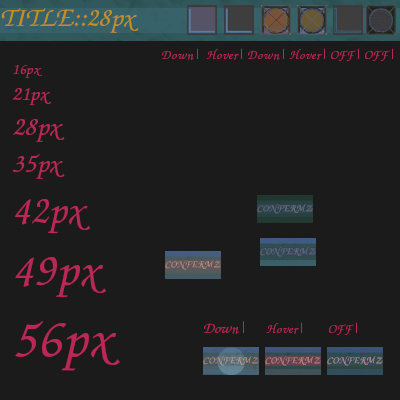 TITLE::28px
Down| Hover| Down| Hover| OFF| OFF|
16px
21px
28px
35px
42px
CONFERMZ
CONFERMZ
49px
CONFERMZ
Down| Hover| OFF|
56px
CONFERMZ CONFERMZ CONFERMZ